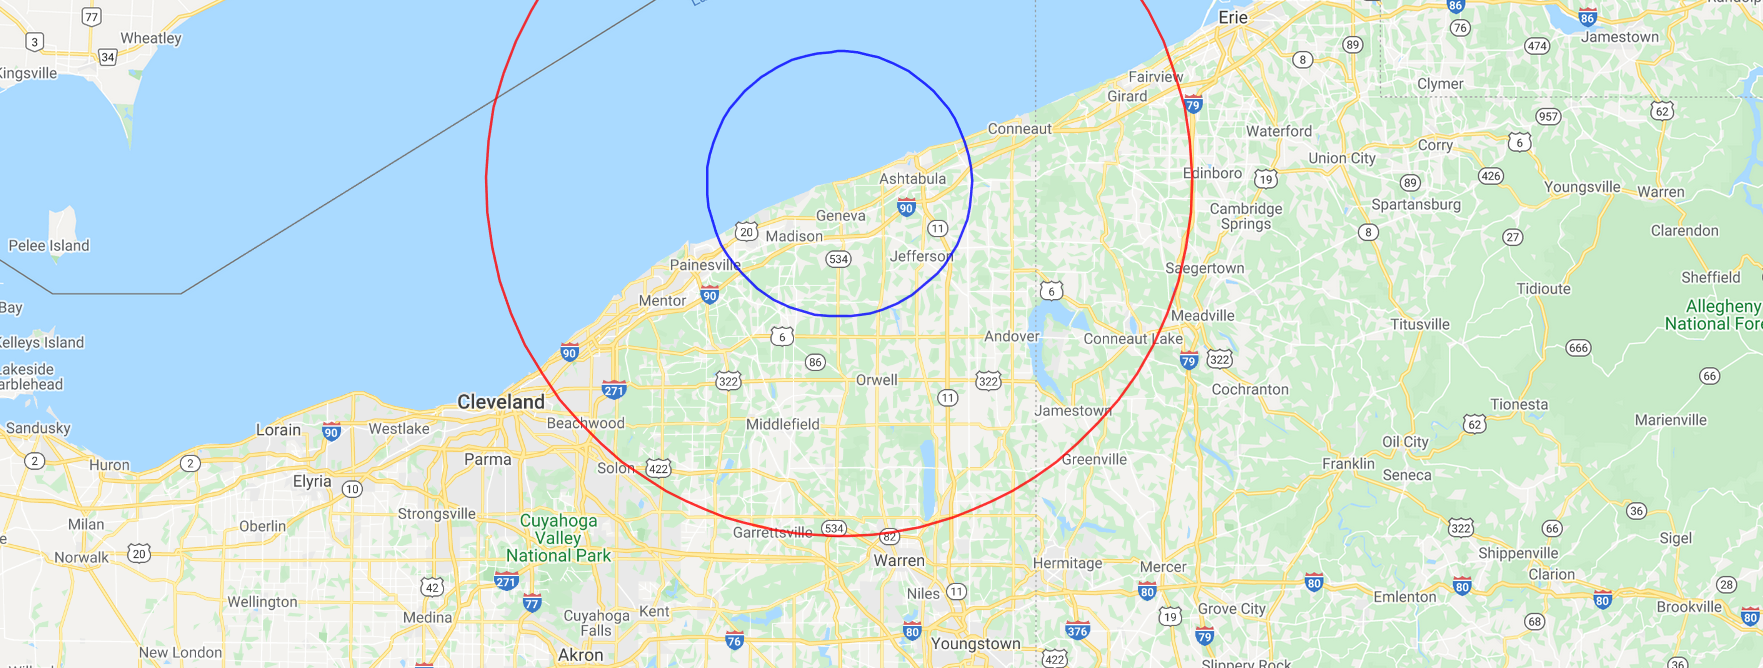 77
86
86
Erie
76
Wheatley
3
34
89
474
Jamestown
8
Kingsville
Fairview
Clymer
Girard
79
62
957
Conneaut
Waterford
6
Corry
Union City
Ashtabula
Edinboro
19
89
426
Youngsville
Warren
90
Spartansburg
Cambridge
Springs
Geneva
20
Madison
11
8
27
Clarendon
Pelee Island
534
Jefferson
Painesville
Saegertown
Sheffield
90
Mentor
6
Tidioute
Bay
Allegheny
National For
Meadville
Titusville
Kelleys Island
90
6
Andover
Conneaut Lake
666
86
79
322
Lakeside
arblehead
271
322
Orwell
322
66
Cochranton
Cleveland
11
Jamestown
Tionesta
Sandusky
Lorain
90
Westlake
Beachwood
Middlefield
62
Marienville
Oil City
2
Huron
2
Parma
Solon
422
Greenville
Franklin
Seneca
Elyria
10
Strongsville
36
Milan
Oberlin
Cuyahoga
Valley
National Park
Garrettsville
534
82
322
66
Sigel
Norwalk
20
Warren
Hermitage
Mercer
Shippenville
Clarion
271
42
77
Niles
11
80
80
80
80
28
Wellington
Medina
Cuyahoga
Falls
Kent
Grove City
Emlenton
Brookville
80
76
80
Youngstown
376
19
79
68
New London
Akron
422
Slippery Rock
36